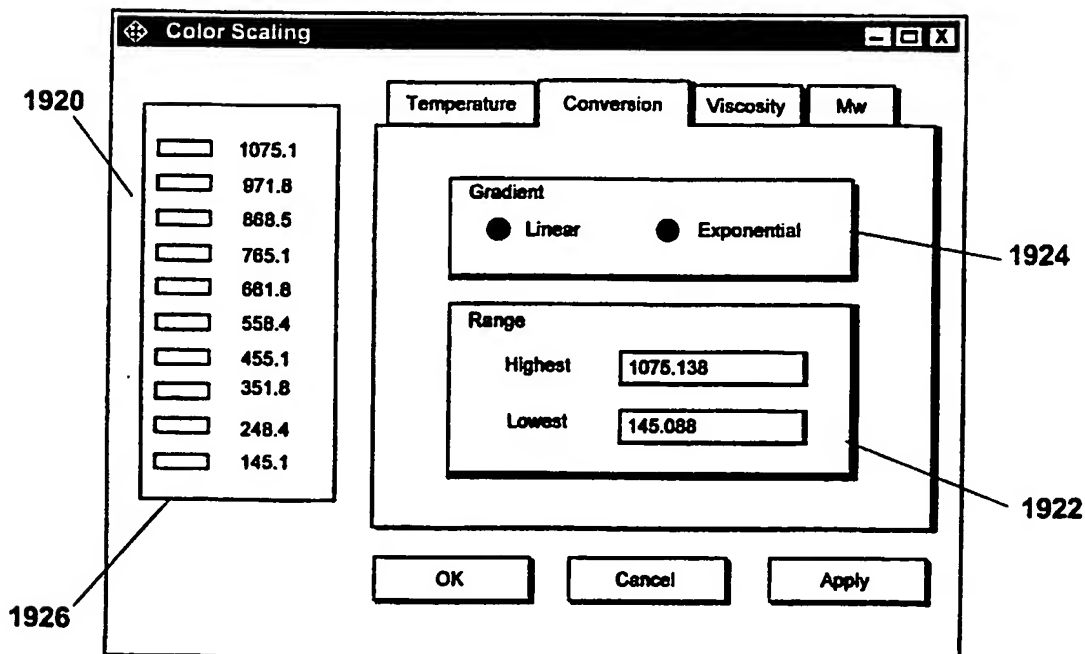 Color Scaling
1920
Temperature Conversion Viscosity Mw
1075.1
971.8
868.5
765.1
661.8
558.4
455.1
351.8
248.4
145.1
Gradient
Linear Exponential
1924
Range
Highest 1075.138
Lowest 145.088
1922
OK Cancel Apply
1926